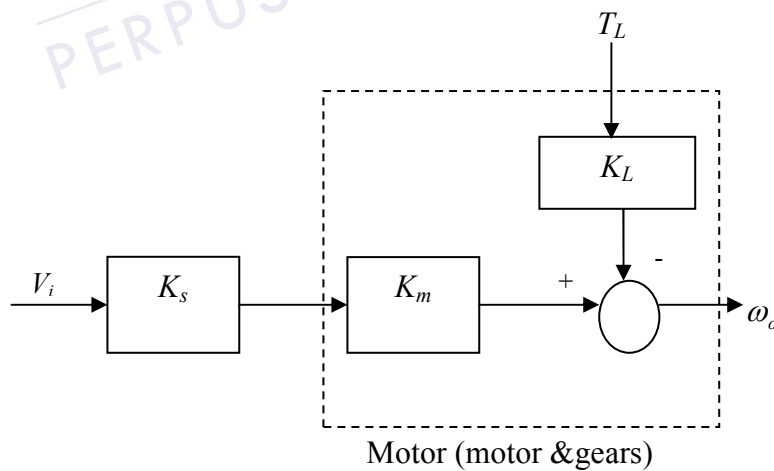 PERPUS
T_L
K_L
V_i
K_s
K_m
+
-
ω_o
Motor (motor &gears)